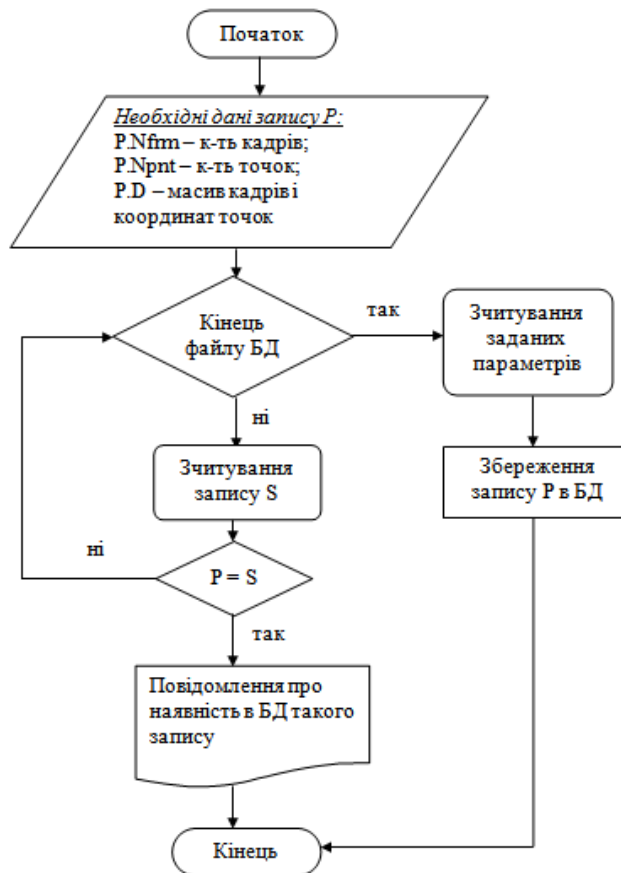 Початок
Необхідні дані запису P:
P.Nfrm – к-ть кадрів;
P.Npnt – к-ть точок;
P.D – масив кадрів і
координат точок
Кінець
файлу БД
так
Зчитування
заданих
параметрів
ні
Зчитування
запису S
Збереження
запису P в БД
ні
P = S
так
Повідомлення про
наявність в БД такого
запису
Кінець